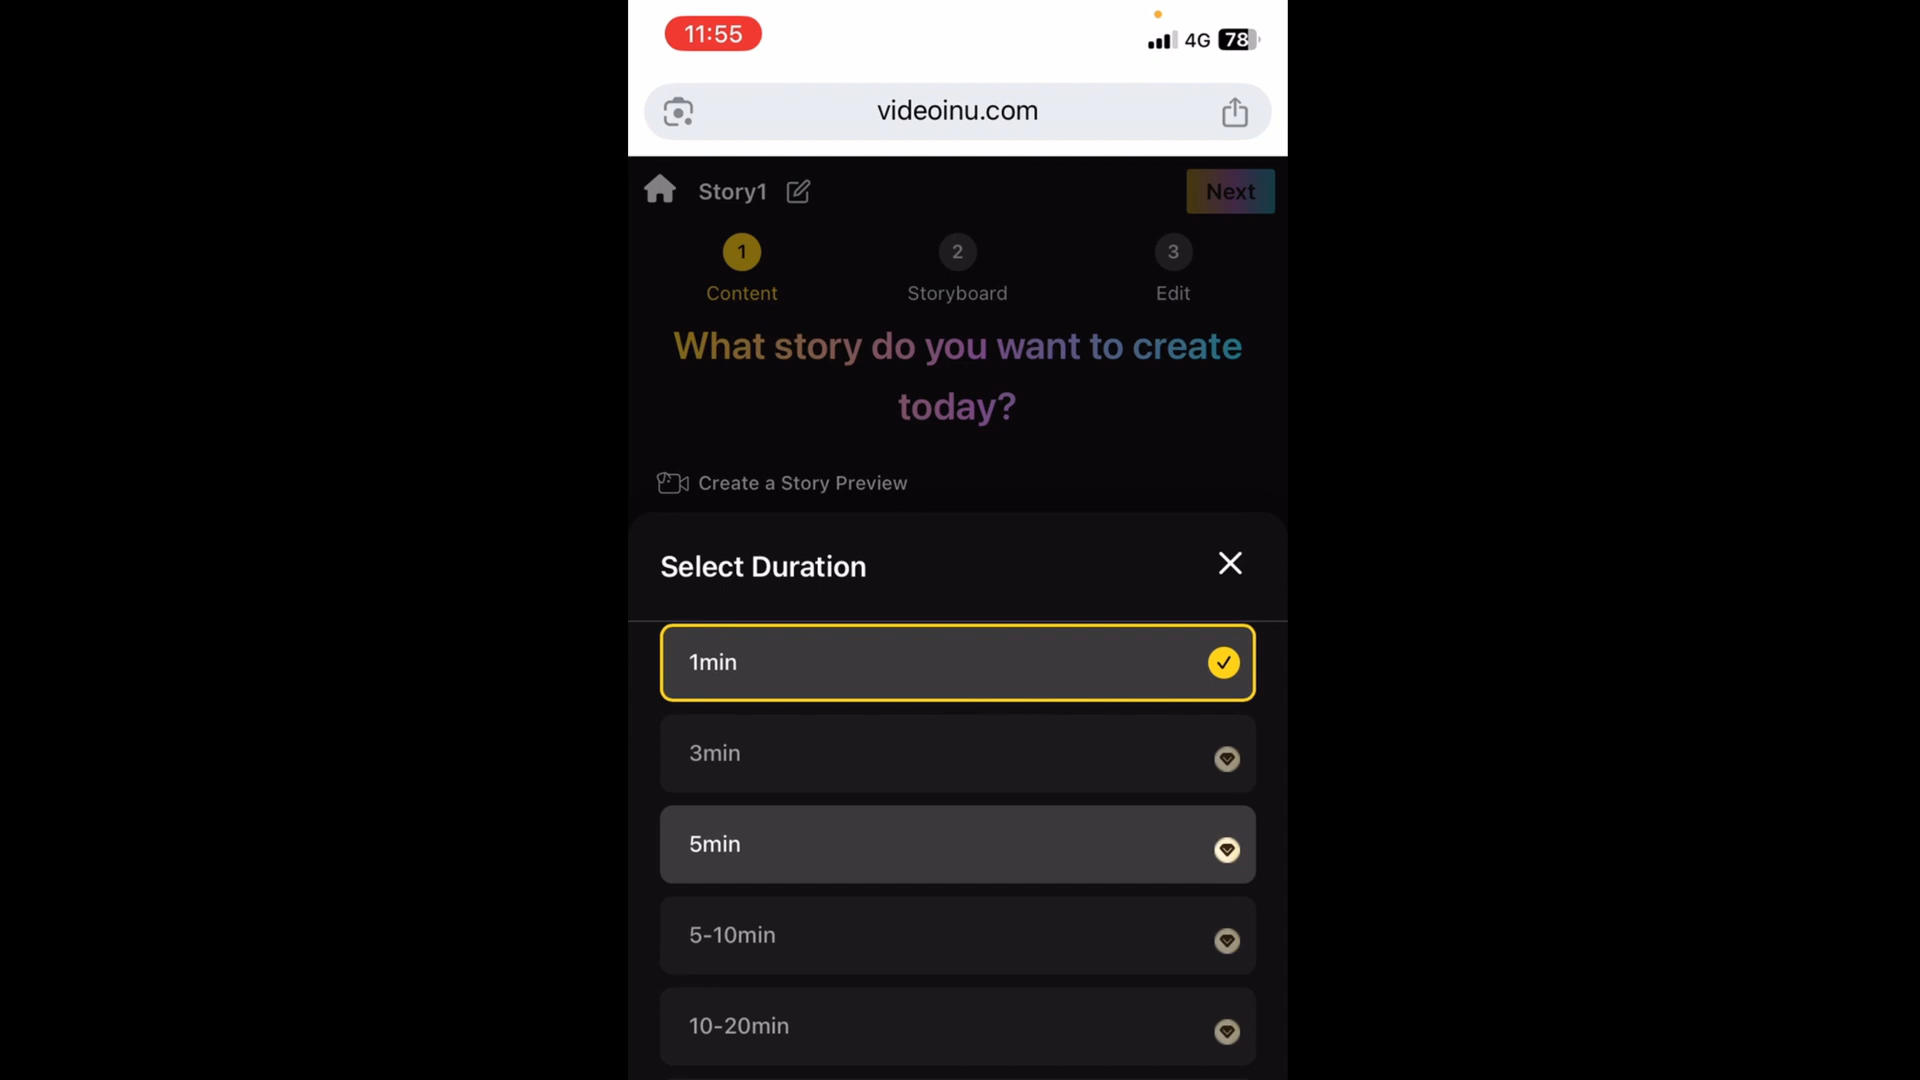 11:55
4G 78
videoinu.com
Story1
Next
1
2
3
Content
Storyboard
Edit
What story do you want to create
today?
Create a Story Preview
Select Duration
1min
3min
5min
5-10min
10-20min